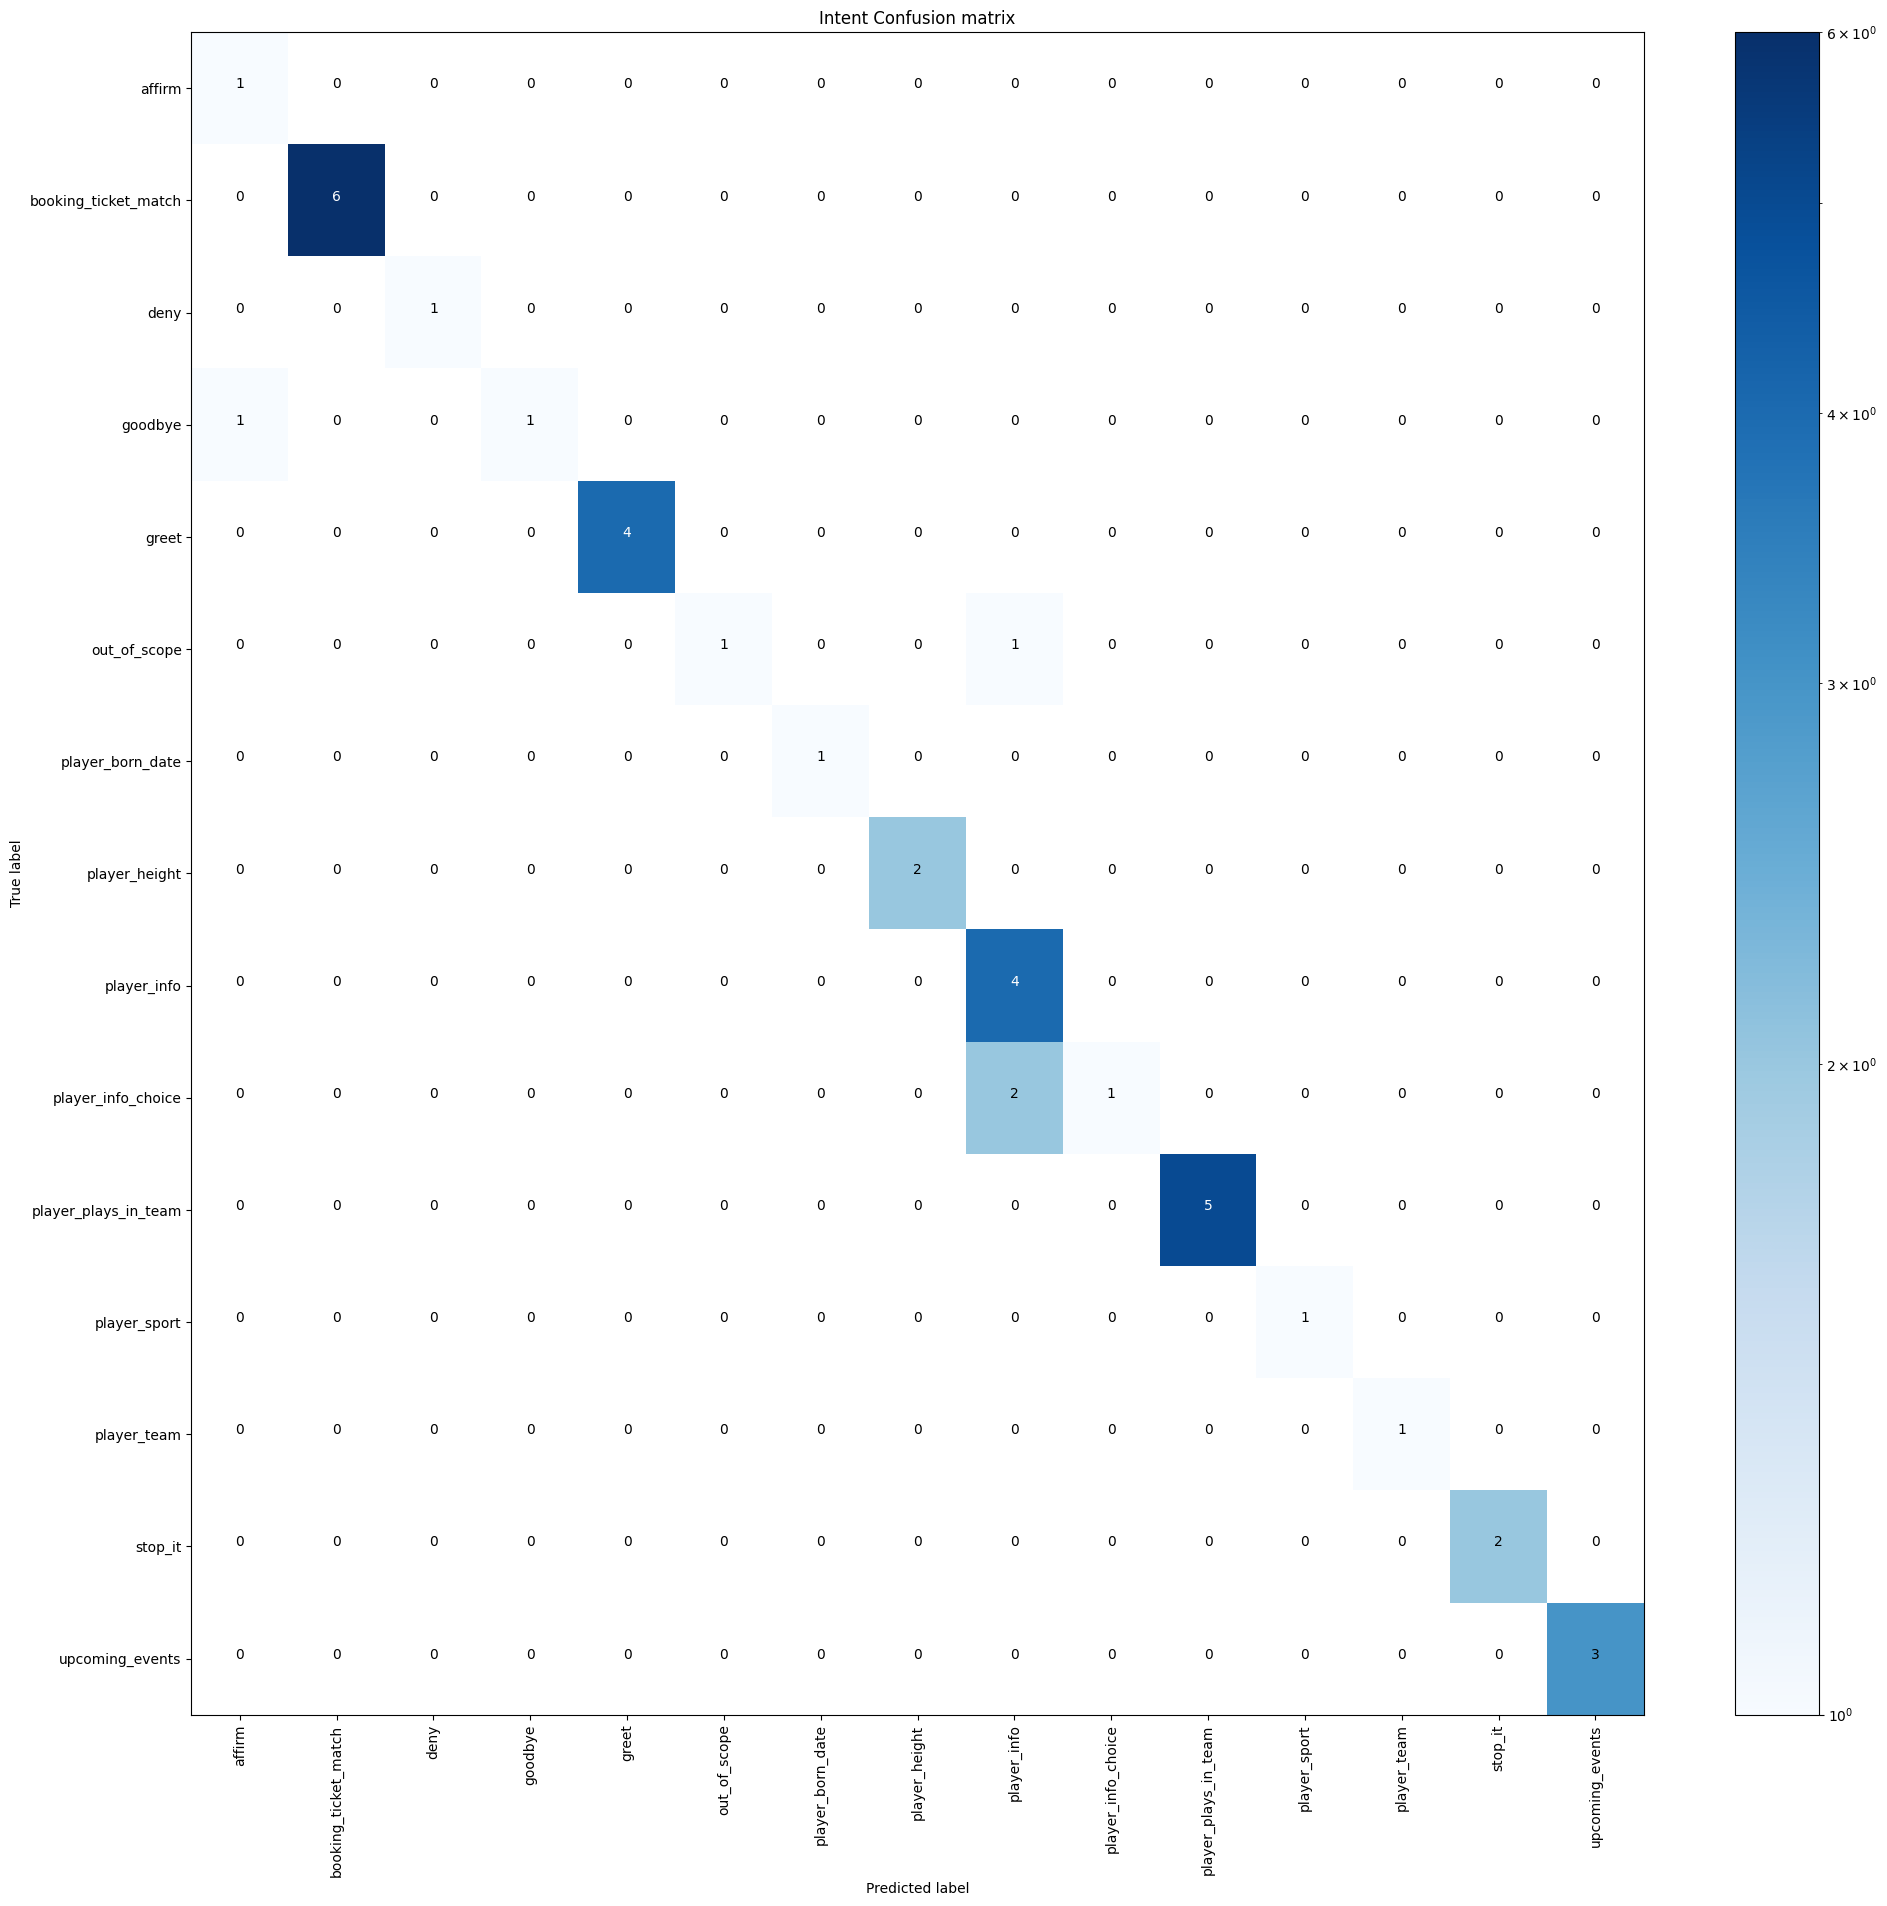 Intent Confusion matrix
True label
affirm 1 0 0 0 0 0 0 0 0 0 0 0 0 0 0
booking_ticket_match 0 6 0 0 0 0 0 0 0 0 0 0 0 0 0
deny 0 0 1 0 0 0 0 0 0 0 0 0 0 0 0
goodbye 1 0 0 1 0 0 0 0 0 0 0 0 0 0 0
greet 0 0 0 0 4 0 0 0 0 0 0 0 0 0 0
out_of_scope 0 0 0 0 0 1 0 0 1 0 0 0 0 0 0
player_born_date 0 0 0 0 0 0 1 0 0 0 0 0 0 0 0
player_height 0 0 0 0 0 0 0 2 0 0 0 0 0 0 0
player_info 0 0 0 0 0 0 0 0 4 0 0 0 0 0 0
player_info_choice 0 0 0 0 0 0 0 0 2 1 0 0 0 0 0
player_plays_in_team 0 0 0 0 0 0 0 0 0 0 5 0 0 0 0
player_sport 0 0 0 0 0 0 0 0 0 0 0 1 0 0 0
player_team 0 0 0 0 0 0 0 0 0 0 0 0 1 0 0
stop_it 0 0 0 0 0 0 0 0 0 0 0 0 0 2 0
upcoming_events 0 0 0 0 0 0 0 0 0 0 0 0 0 0 3
affirm
booking_ticket_match
deny
goodbye
greet
out_of_scope
player_born_date
player_height
player_info
player_info_choice
player_plays_in_team
player_sport
player_team
stop_it
upcoming_events
Predicted label
6 × 10⁰
4 × 10⁰
3 × 10⁰
2 × 10⁰
10⁰